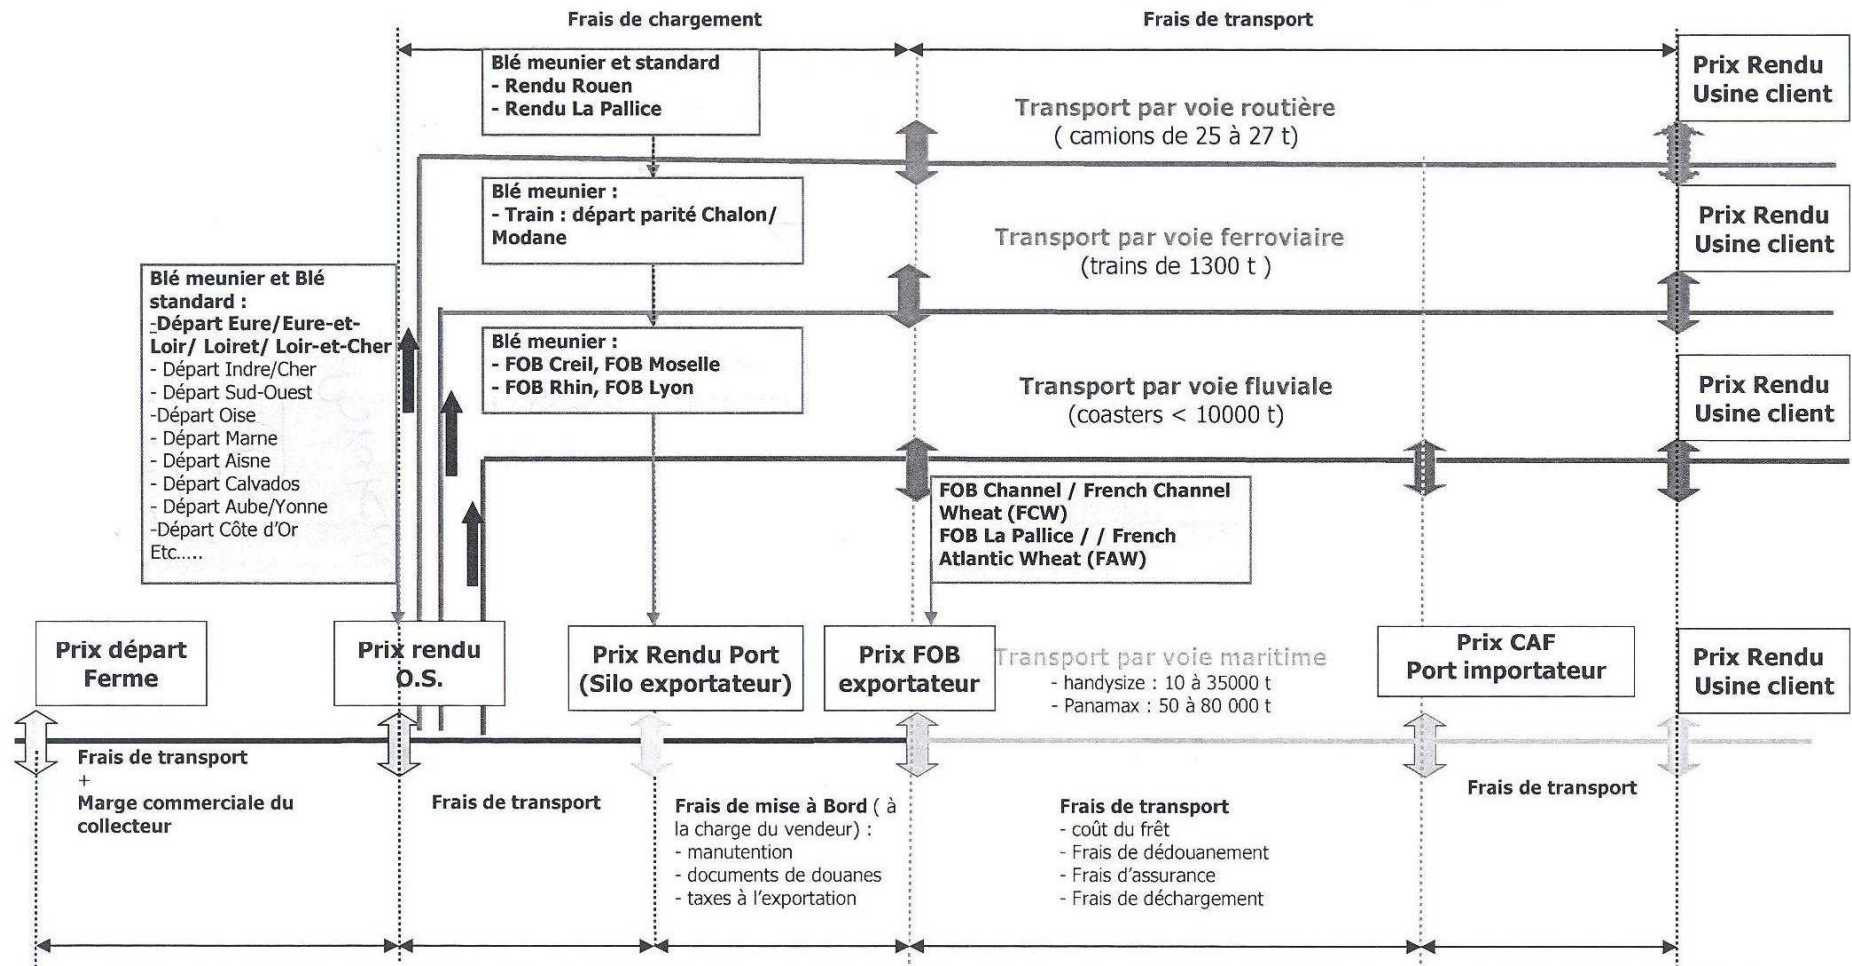 Frais de chargement
Frais de transport
Blé meunier et standard
- Rendu Rouen
- Rendu La Pallice
Transport par voie routière
( camions de 25 à 27 t)
Prix Rendu
Usine client
Blé meunier :
- Train : départ parité Chalon/
Modane
Transport par voie ferroviaire
(trains de 1300 t )
Prix Rendu
Usine client
Blé meunier et Blé
standard :
-Départ Eure/Eure-et-
Loir/ Loiret/ Loir-et-Cher
- Départ Indre/Cher
- Départ Sud-Ouest
-Départ Oise
- Départ Marne
- Départ Aisne
- Départ Calvados
- Départ Aube/Yonne
-Départ Côte d'Or
Etc.....
Blé meunier :
- FOB Creil, FOB Moselle
- FOB Rhin, FOB Lyon
Transport par voie fluviale
(coasters < 10000 t)
Prix Rendu
Usine client
FOB Channel / French Channel
Wheat (FCW)
FOB La Pallice / / French
Atlantic Wheat (FAW)
Prix départ
Ferme
Prix rendu
O.S.
Prix Rendu Port
(Silo exportateur)
Prix FOB
exportateur
Transport par voie maritime
- handysize : 10 à 35000 t
- Panamax : 50 à 80 000 t
Prix CAF
Port importateur
Prix Rendu
Usine client
Frais de transport
+
Marge commerciale du
collecteur
Frais de transport
Frais de mise à Bord ( à
la charge du vendeur) :
- manutention
- documents de douanes
- taxes à l'exportation
Frais de transport
- coût du frêt
- Frais de dédouanement
- Frais d'assurance
- Frais de déchargement
Frais de transport